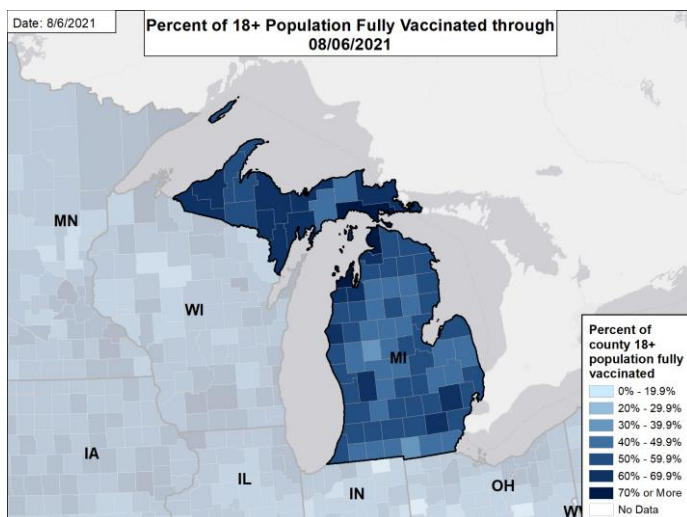 Date: 8/6/2021
Percent of 18+ Population Fully Vaccinated through
08/06/2021
MN
WI
MI
IA
IL
IN
OH
WV
Percent of
county 18+
population fully
vaccinated
0% - 19.9%
20% - 29.9%
30% - 39.9%
40% - 49.9%
50% - 59.9%
60% - 69.9%
70% or More
No Data